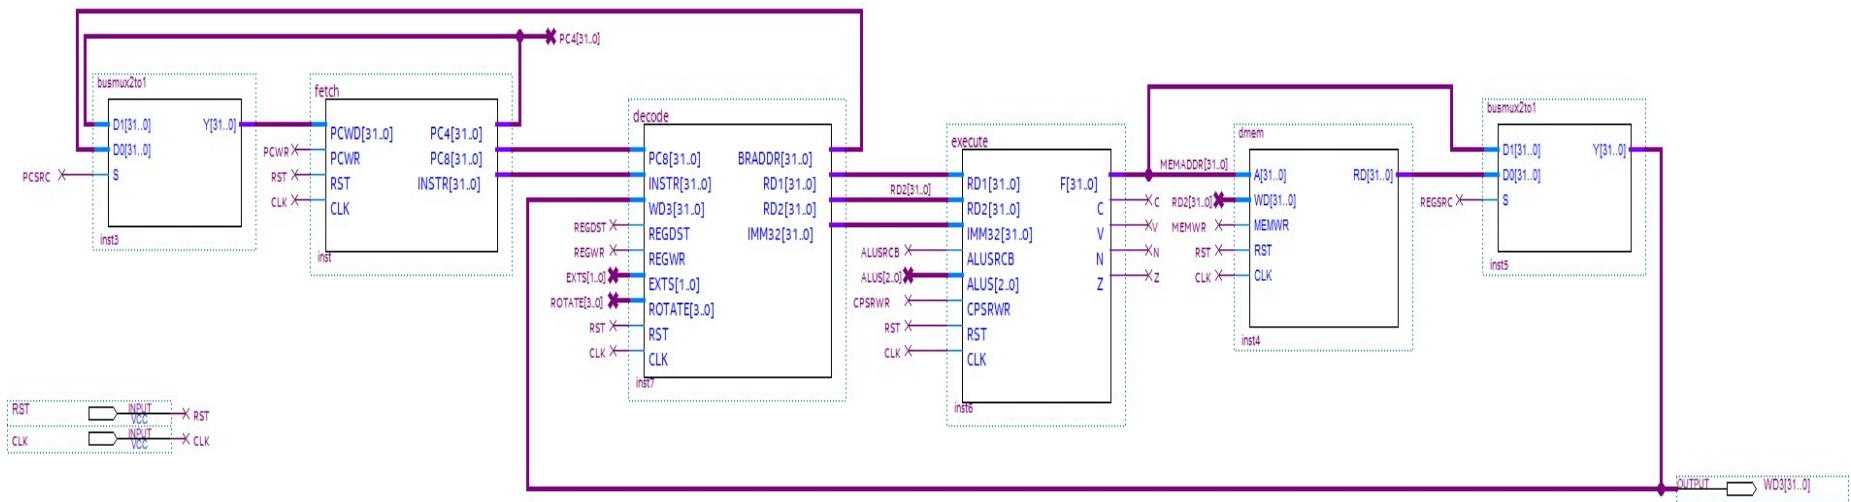 PC4[31..0]
busmux2to1
D1[31..0]
Y[31..0]
D0[31..0]
S
PCSRC
inst3
fetch
PCWD[31..0]
PC4[31..0]
PCWR
PCWR
PC8[31..0]
RST
RST
INSTR[31..0]
CLK
CLK
inst
decode
PC8[31..0]
BRADDR[31..0]
INSTR[31..0]
RD1[31..0]
WD3[31..0]
RD2[31..0]
REGDST
REGDST
IMM32[31..0]
REGWR
REGWR
EXTS[1..0]
EXTS[1..0]
ROTATE[3..0]
ROTATE[3..0]
RST
RST
CLK
CLK
inst7
RD2[31..0]
execute
RD1[31..0]
F[31..0]
RD2[31..0]
C
C
IMM32[31..0]
V
V
ALUSRCB
ALUSRCB
N
N
ALUS[2..0]
ALUS[2..0]
Z
Z
CPSRWR
CPSRWR
RST
RST
CLK
CLK
inst6
MEMADDR[31..0]
dmem
A[31..0]
RD[31..0]
RD2[31..0]
WD[31..0]
MEMWR
MEMWR
RST
RST
CLK
CLK
inst4
busmux2to1
D1[31..0]
Y[31..0]
D0[31..0]
REGSRC
S
inst5
RST
INPUT
VCC
RST
CLK
INPUT
VCC
CLK
OUTPUT
WD3[31..0]